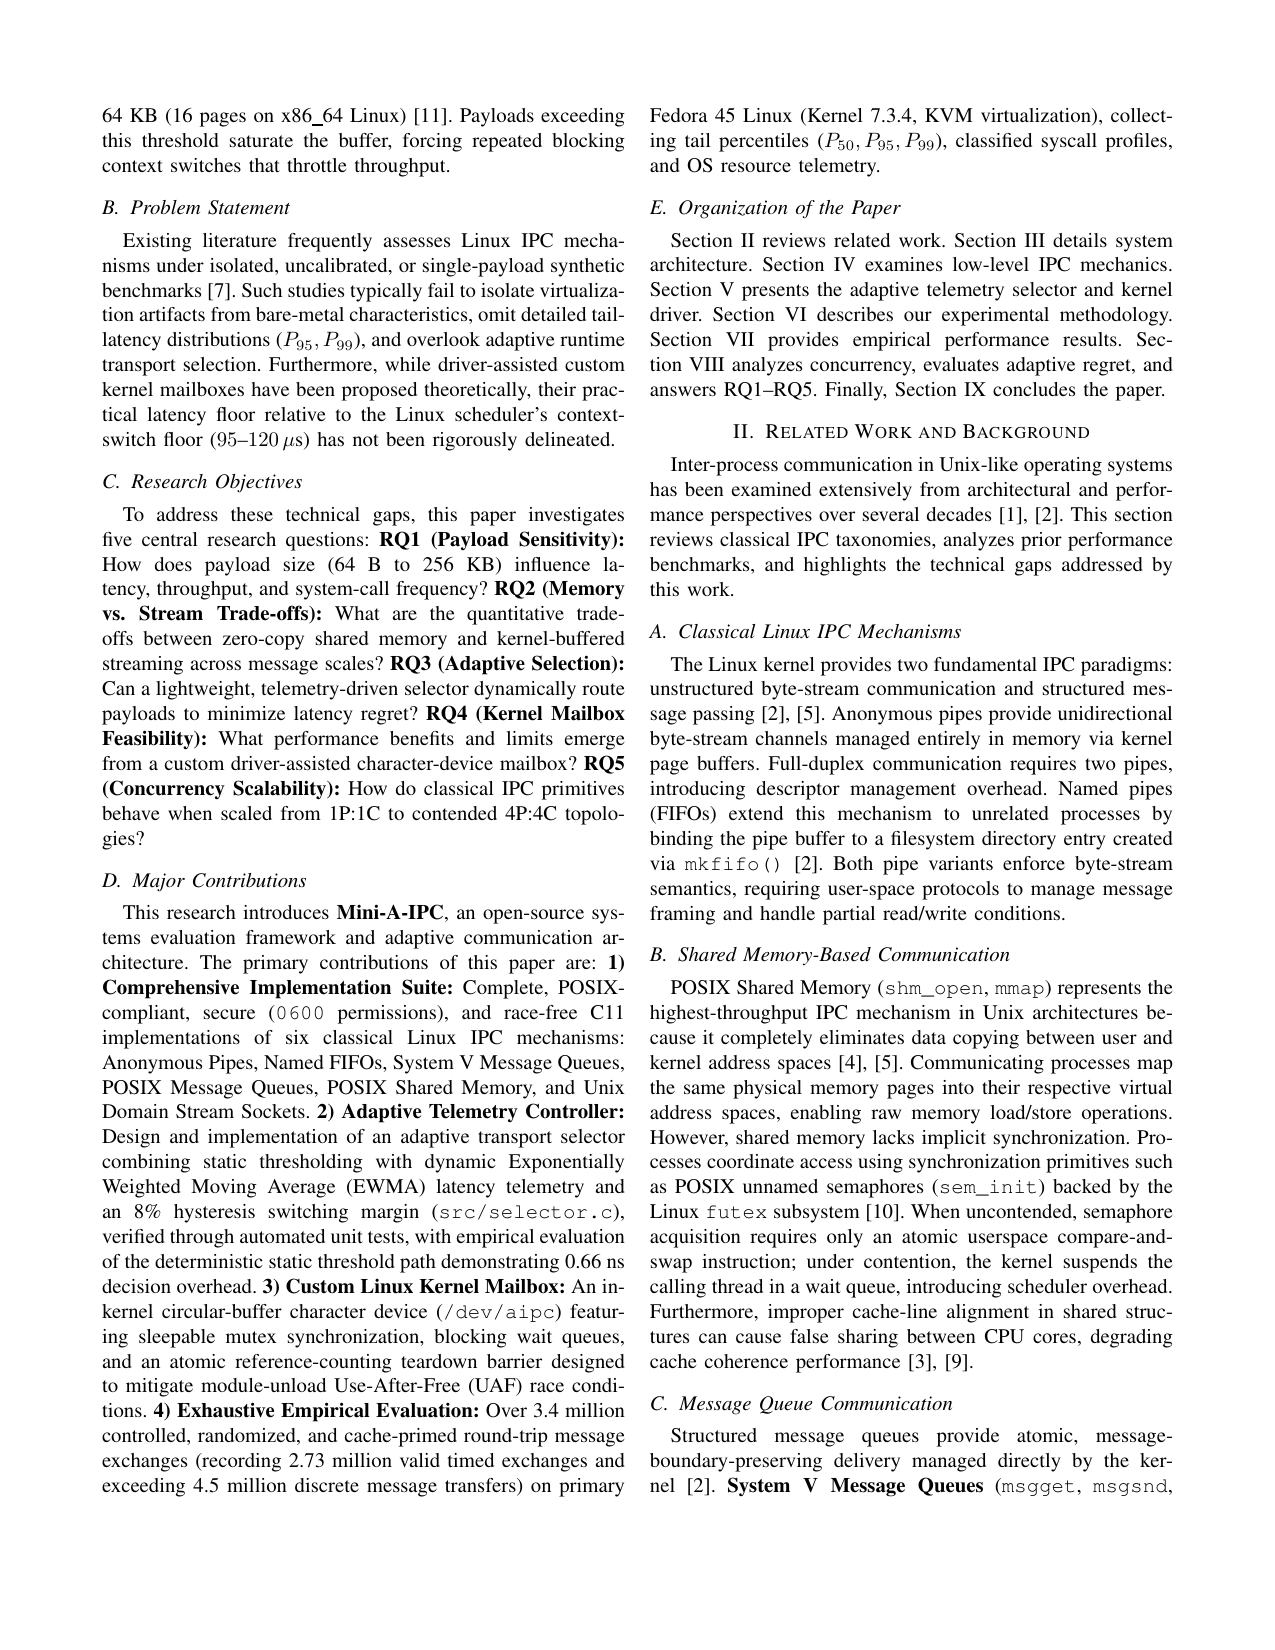 64 KB (16 pages on x86_64 Linux) [11]. Payloads exceeding
this threshold saturate the buffer, forcing repeated blocking
context switches that throttle throughput.
B. Problem Statement
Existing literature frequently assesses Linux IPC mecha-
nisms under isolated, uncalibrated, or single-payload synthetic
benchmarks [7]. Such studies typically fail to isolate virtualiza-
tion artifacts from bare-metal characteristics, omit detailed tail-
latency distributions (P95, P99), and overlook adaptive runtime
transport selection. Furthermore, while driver-assisted custom
kernel mailboxes have been proposed theoretically, their prac-
tical latency floor relative to the Linux scheduler's context-
switch floor (95–120 μs) has not been rigorously delineated.
C. Research Objectives
To address these technical gaps, this paper investigates
five central research questions: RQ1 (Payload Sensitivity):
How does payload size (64 B to 256 KB) influence la-
tency, throughput, and system-call frequency? RQ2 (Memory
vs. Stream Trade-offs): What are the quantitative trade-
offs between zero-copy shared memory and kernel-buffered
streaming across message scales? RQ3 (Adaptive Selection):
Can a lightweight, telemetry-driven selector dynamically route
payloads to minimize latency regret? RQ4 (Kernel Mailbox
Feasibility): What performance benefits and limits emerge
from a custom driver-assisted character-device mailbox? RQ5
(Concurrency Scalability): How do classical IPC primitives
behave when scaled from 1P:1C to contended 4P:4C topolo-
gies?
D. Major Contributions
This research introduces Mini-A-IPC, an open-source sys-
tems evaluation framework and adaptive communication ar-
chitecture. The primary contributions of this paper are: 1)
Comprehensive Implementation Suite: Complete, POSIX-
compliant, secure (0600 permissions), and race-free C11
implementations of six classical Linux IPC mechanisms:
Anonymous Pipes, Named FIFOs, System V Message Queues,
POSIX Message Queues, POSIX Shared Memory, and Unix
Domain Stream Sockets. 2) Adaptive Telemetry Controller:
Design and implementation of an adaptive transport selector
combining static thresholding with dynamic Exponentially
Weighted Moving Average (EWMA) latency telemetry and
an 8% hysteresis switching margin (src/selector.c),
verified through automated unit tests, with empirical evaluation
of the deterministic static threshold path demonstrating 0.66 ns
decision overhead. 3) Custom Linux Kernel Mailbox: An in-
kernel circular-buffer character device (/dev/aipc) featur-
ing sleepable mutex synchronization, blocking wait queues,
and an atomic reference-counting teardown barrier designed
to mitigate module-unload Use-After-Free (UAF) race condi-
tions. 4) Exhaustive Empirical Evaluation: Over 3.4 million
controlled, randomized, and cache-primed round-trip message
exchanges (recording 2.73 million valid timed exchanges and
exceeding 4.5 million discrete message transfers) on primary
Fedora 45 Linux (Kernel 7.3.4, KVM virtualization), collect-
ing tail percentiles (P50, P95, P99), classified syscall profiles,
and OS resource telemetry.
E. Organization of the Paper
Section II reviews related work. Section III details system
architecture. Section IV examines low-level IPC mechanics.
Section V presents the adaptive telemetry selector and kernel
driver. Section VI describes our experimental methodology.
Section VII provides empirical performance results. Sec-
tion VIII analyzes concurrency, evaluates adaptive regret, and
answers RQ1–RQ5. Finally, Section IX concludes the paper.
II. RELATED WORK AND BACKGROUND
Inter-process communication in Unix-like operating systems
has been examined extensively from architectural and perfor-
mance perspectives over several decades [1], [2]. This section
reviews classical IPC taxonomies, analyzes prior performance
benchmarks, and highlights the technical gaps addressed by
this work.
A. Classical Linux IPC Mechanisms
The Linux kernel provides two fundamental IPC paradigms:
unstructured byte-stream communication and structured mes-
sage passing [2], [5]. Anonymous pipes provide unidirectional
byte-stream channels managed entirely in memory via kernel
page buffers. Full-duplex communication requires two pipes,
introducing descriptor management overhead. Named pipes
(FIFOs) extend this mechanism to unrelated processes by
binding the pipe buffer to a filesystem directory entry created
via mkfifo() [2]. Both pipe variants enforce byte-stream
semantics, requiring user-space protocols to manage message
framing and handle partial read/write conditions.
B. Shared Memory-Based Communication
POSIX Shared Memory (shm_open, mmap) represents the
highest-throughput IPC mechanism in Unix architectures be-
cause it completely eliminates data copying between user and
kernel address spaces [4], [5]. Communicating processes map
the same physical memory pages into their respective virtual
address spaces, enabling raw memory load/store operations.
However, shared memory lacks implicit synchronization. Pro-
cesses coordinate access using synchronization primitives such
as POSIX unnamed semaphores (sem_init) backed by the
Linux futex subsystem [10]. When uncontended, semaphore
acquisition requires only an atomic userspace compare-and-
swap instruction; under contention, the kernel suspends the
calling thread in a wait queue, introducing scheduler overhead.
Furthermore, improper cache-line alignment in shared struc-
tures can cause false sharing between CPU cores, degrading
cache coherence performance [3], [9].
C. Message Queue Communication
Structured message queues provide atomic, message-
boundary-preserving delivery managed directly by the ker-
nel [2]. System V Message Queues (msgget, msgsnd,